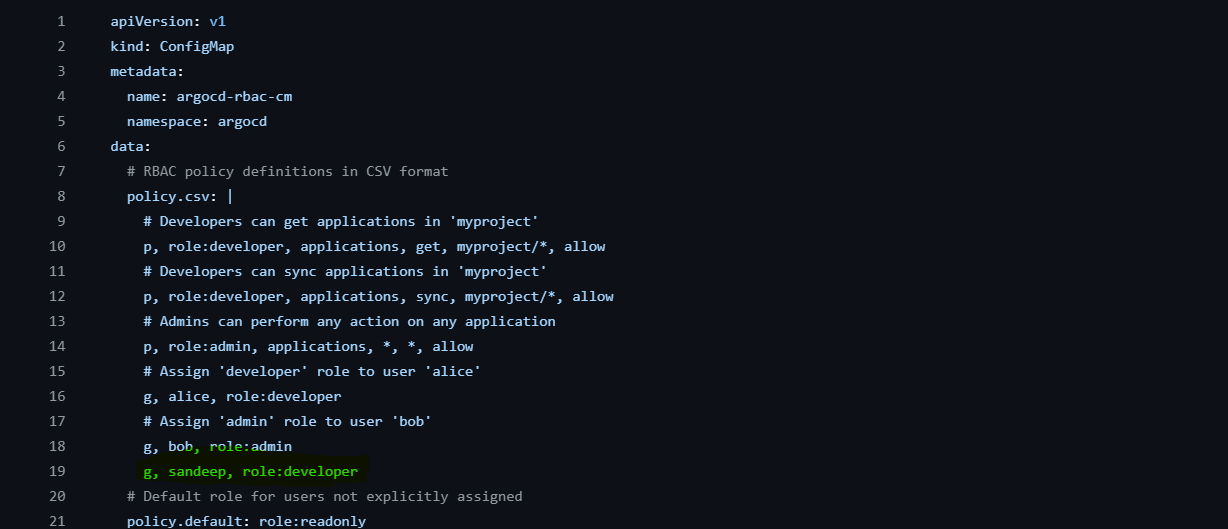 1 apiVersion: v1
2 kind: ConfigMap
3 metadata:
4   name: argocd-rbac-cm
5   namespace: argocd
6 data:
7   # RBAC policy definitions in CSV format
8   policy.csv: |
9     # Developers can get applications in 'myproject'
10     p, role:developer, applications, get, myproject/*, allow
11     # Developers can sync applications in 'myproject'
12     p, role:developer, applications, sync, myproject/*, allow
13     # Admins can perform any action on any application
14     p, role:admin, applications, *, *, allow
15     # Assign 'developer' role to user 'alice'
16     g, alice, role:developer
17     # Assign 'admin' role to user 'bob'
18     g, bob, role:admin
19     g, sandeep, role:developer
20   # Default role for users not explicitly assigned
21   policy.default: role:readonly